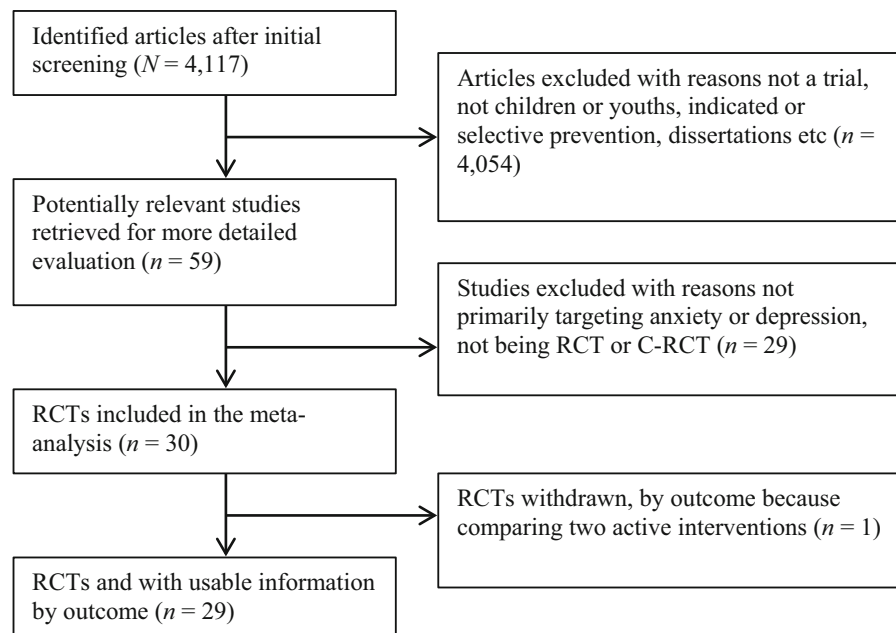 Identified articles after initial
screening (N = 4,117)
Articles excluded with reasons not a trial,
not children or youths, indicated or
selective prevention, dissertations etc (n =
4,054)
Potentially relevant studies
retrieved for more detailed
evaluation (n = 59)
Studies excluded with reasons not
primarily targeting anxiety or depression,
not being RCT or C-RCT (n = 29)
RCTs included in the meta-
analysis (n = 30)
RCTs withdrawn, by outcome because
comparing two active interventions (n = 1)
RCTs and with usable information
by outcome (n = 29)